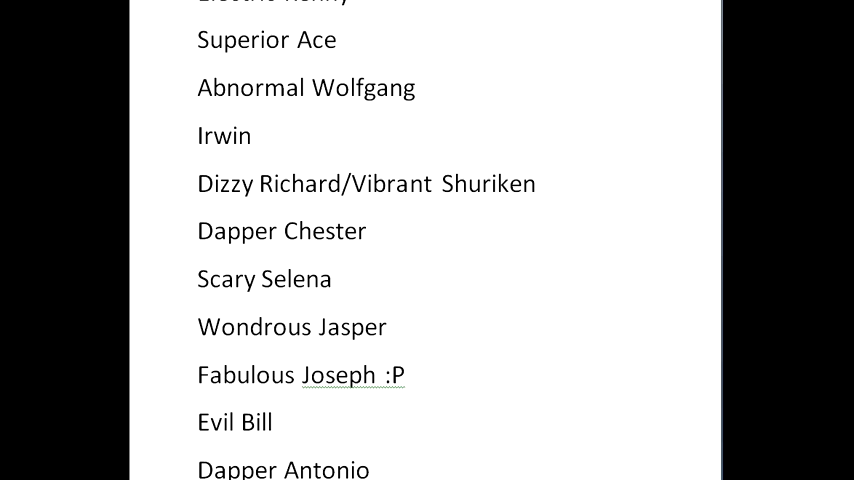 Superior Ace
Abnormal Wolfgang
Irwin
Dizzy Richard/Vibrant Shuriken
Dapper Chester
Scary Selena
Wondrous Jasper
Fabulous Joseph :P
Evil Bill
Dapper Antonio